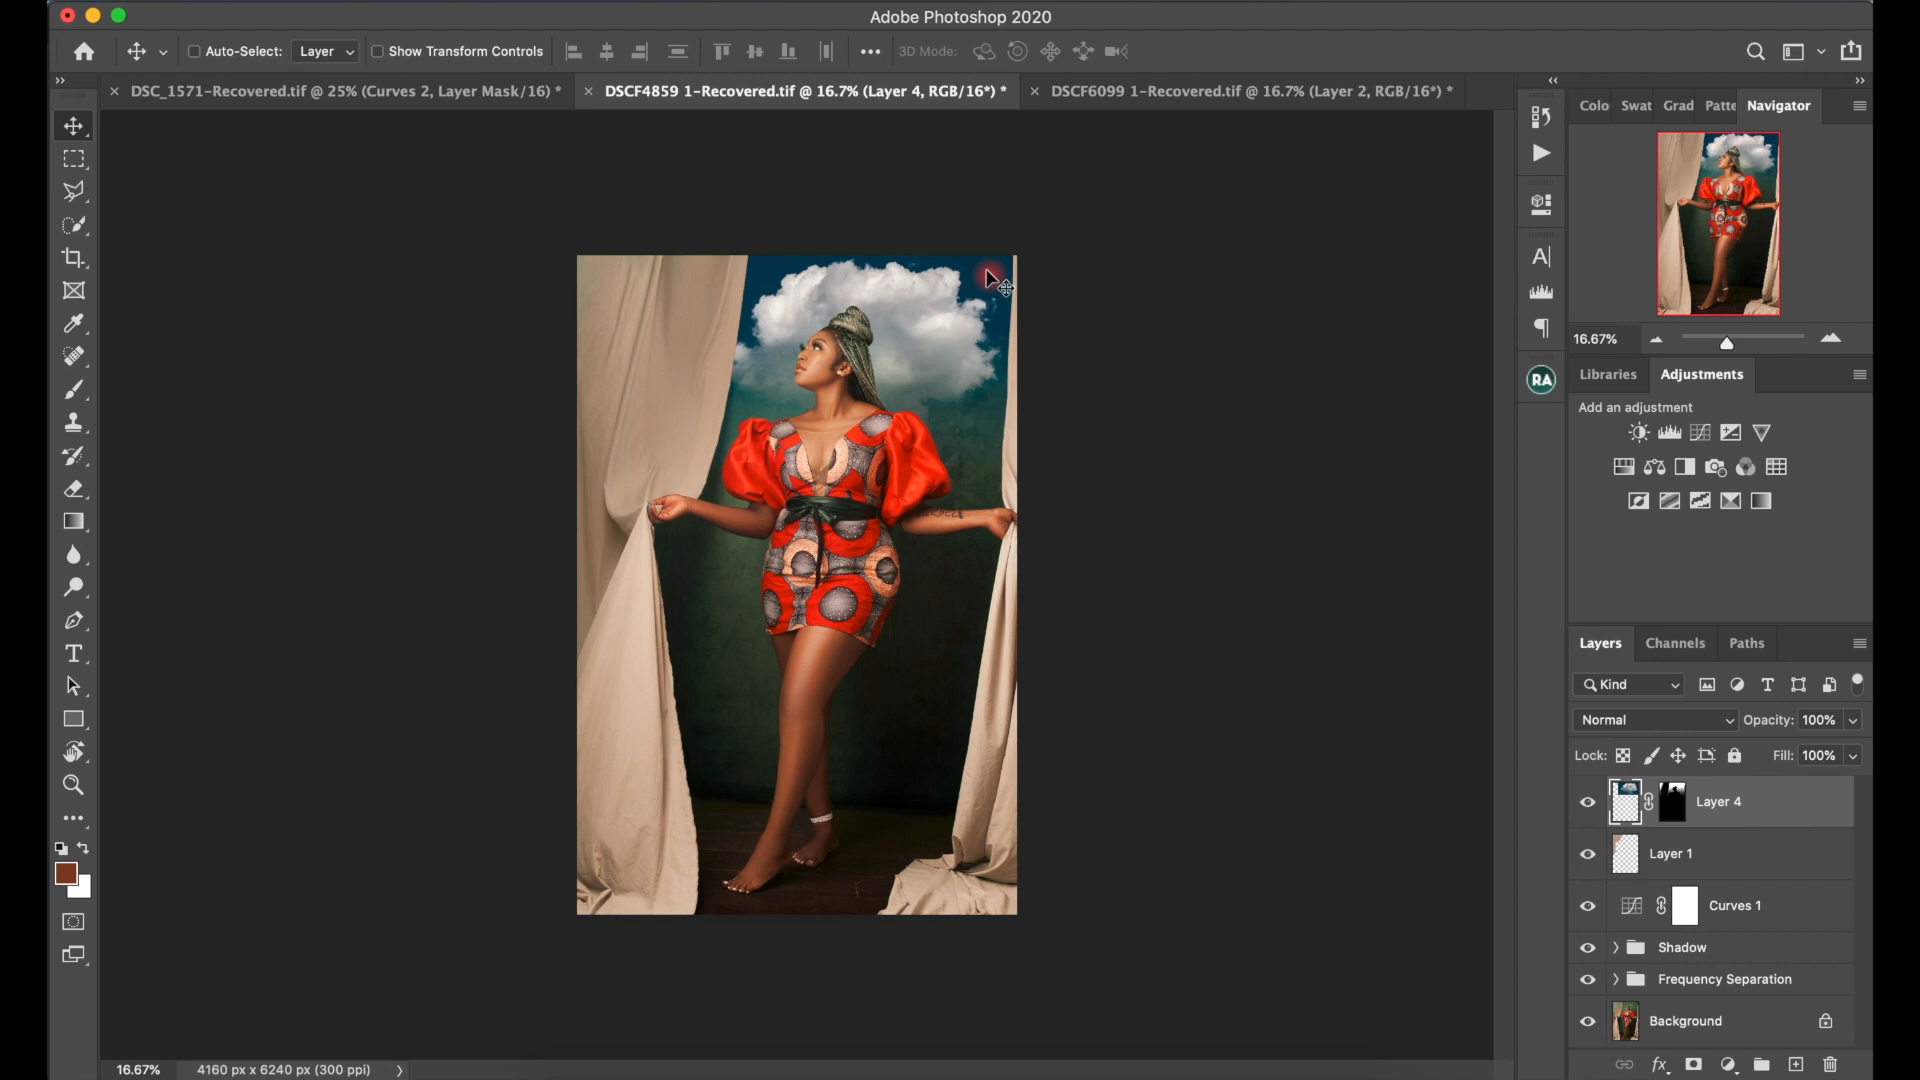 Adobe Photoshop 2020
Auto-Select: Layer Show Transform Controls 3D Mode:
DSC_1571-Recovered.tif @ 25% (Curves 2, Layer Mask/16) * DSCF4859 1-Recovered.tif @ 16.7% (Layer 4, RGB/16*) * DSCF6099 1-Recovered.tif @ 16.7% (Layer 2, RGB/16*) *
Colo Swat Grad Patte Navigator
16.67%
Libraries Adjustments
RA
Add an adjustment
Layers Channels Paths
Kind
Normal Opacity: 100%
Lock: Fill: 100%
Layer 4
Layer 1
Curves 1
Shadow
Frequency Separation
Background
fx
16.67% 4160 px x 6240 px (300 ppi)